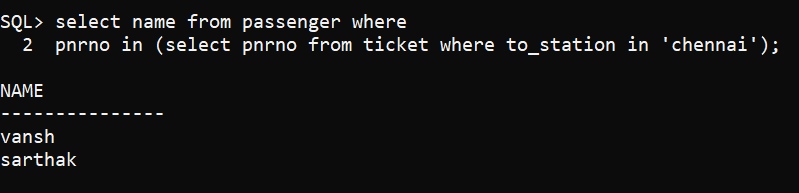 SQL> select name from passenger where
  2  pnrno in (select pnrno from ticket where to_station in 'chennai');
NAME
---------------
vansh
sarthak